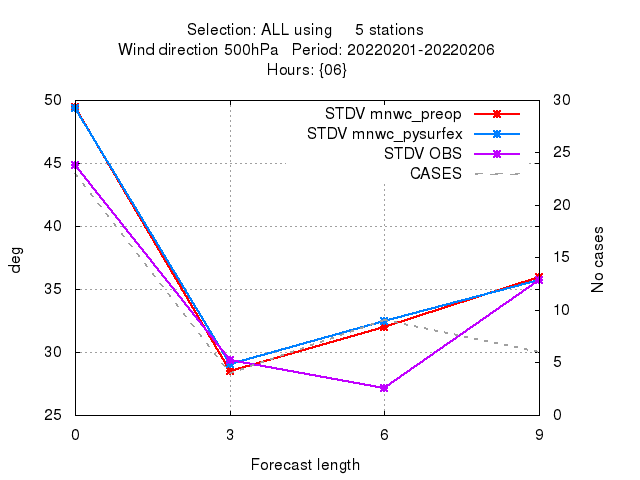 Selection: ALL using     5 stations
Wind direction 500hPa   Period: 20220201-20220206
Hours: {06}
STDV mnwc_preop
STDV mnwc_pysurfex
STDV OBS
CASES
50
45
40
35
30
25
30
25
20
15
10
5
0
deg
No cases
0 3 6 9
Forecast length